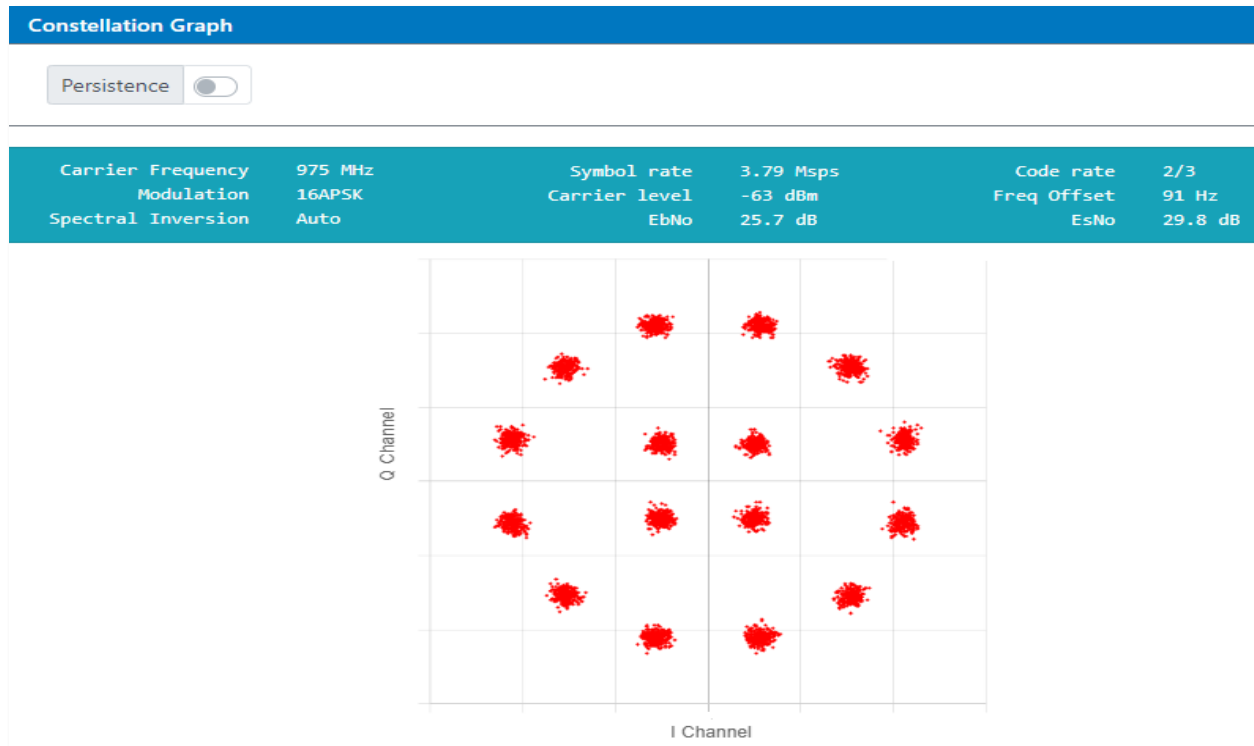 Constellation Graph
Persistence
Carrier Frequency 975 MHz Symbol rate 3.79 Msps Code rate 2/3
Modulation 16APSK Carrier level -63 dBm Freq Offset 91 Hz
Spectral Inversion Auto EbNo 25.7 dB EsNo 29.8 dB
Q Channel
I Channel